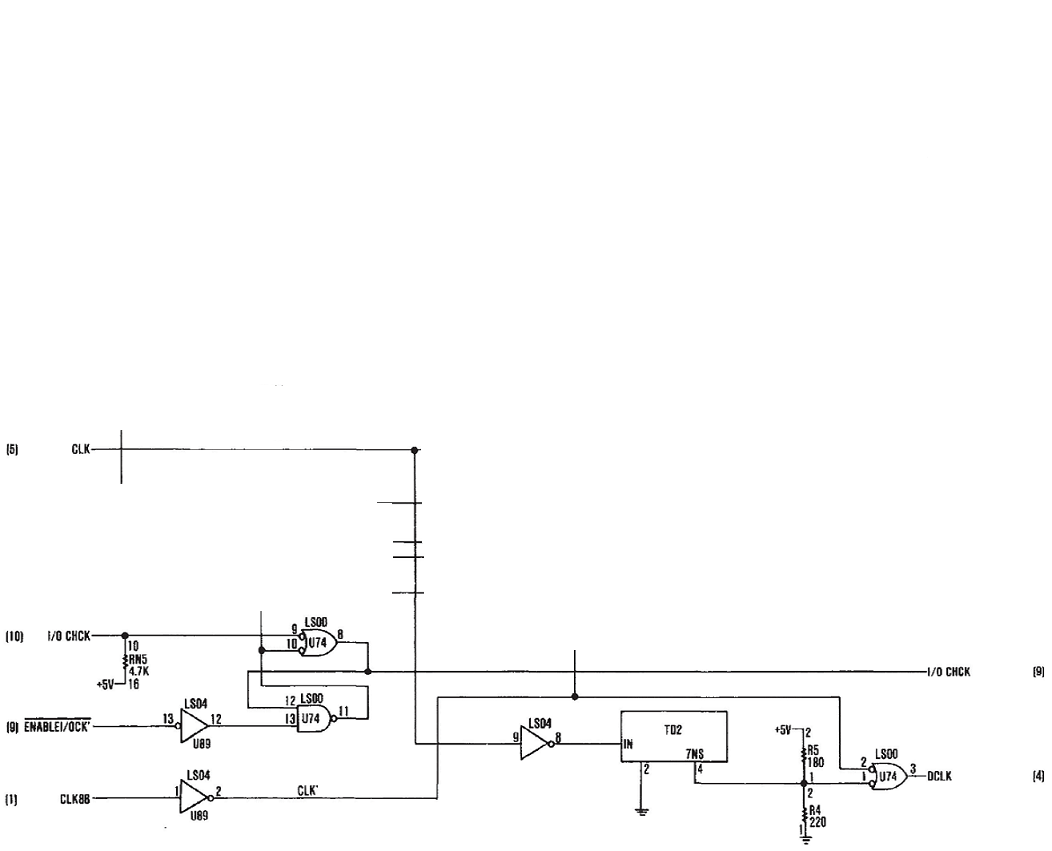 (5) CLK
(10) I/O CHCK
10
RN5
4.7K
+5V 16
9 LS00
10 U74 8
I/O CHCK (9)
(9) ENABLEI/OCK'
13 LS04 12
U89
12 LS00
13 U74 11
(1) CLK8B
1 LS04 2
U89
CLK'
9 LS04 8
IN TD2
7NS
2 4
+5V 2
R5
180
1
2
R4
220
1
2 LS00
1 U74 3
DCLK (4)